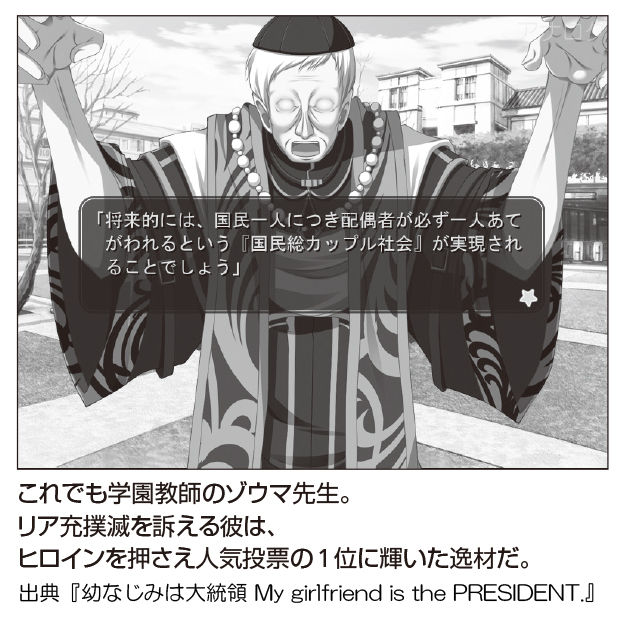 アナロ
「将来的には、国民一人につき配偶者が必ず一人あて
がわれるという『国民総カップル社会』が実現され
ることでしょう」
これでも学園教師のゾウマ先生。
リア充撲滅を訴える彼は、
ヒロインを押さえ人気投票の1位に輝いた逸材だ。
出典『幼なじみは大統領 My girlfriend is the PRESIDENT.』